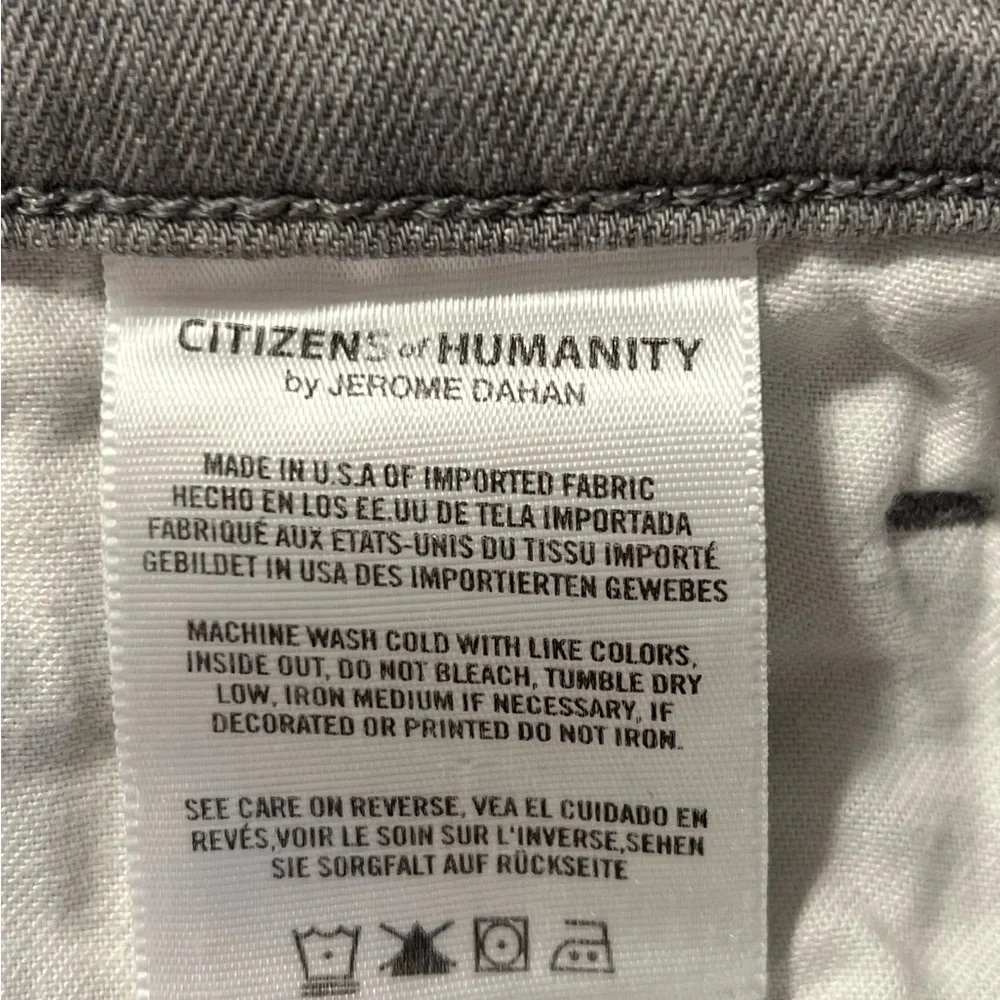 CITIZENS of HUMANITY
by JEROME DAHAN
MADE IN U.S.A OF IMPORTED FABRIC
HECHO EN LOS EE.UU DE TELA IMPORTADA
FABRIQUÉ AUX ETATS-UNIS DU TISSU IMPORTÉ
GEBILDET IN USA DES IMPORTIERTEN GEWEBES
MACHINE WASH COLD WITH LIKE COLORS,
INSIDE OUT, DO NOT BLEACH, TUMBLE DRY
LOW, IRON MEDIUM IF NECESSARY, IF
DECORATED OR PRINTED DO NOT IRON.
SEE CARE ON REVERSE, VEA EL CUIDADO EN
REVÉS,VOIR LE SOIN SUR L'INVERSE,SEHEN
SIE SORGFALT AUF RÜCKSEITE